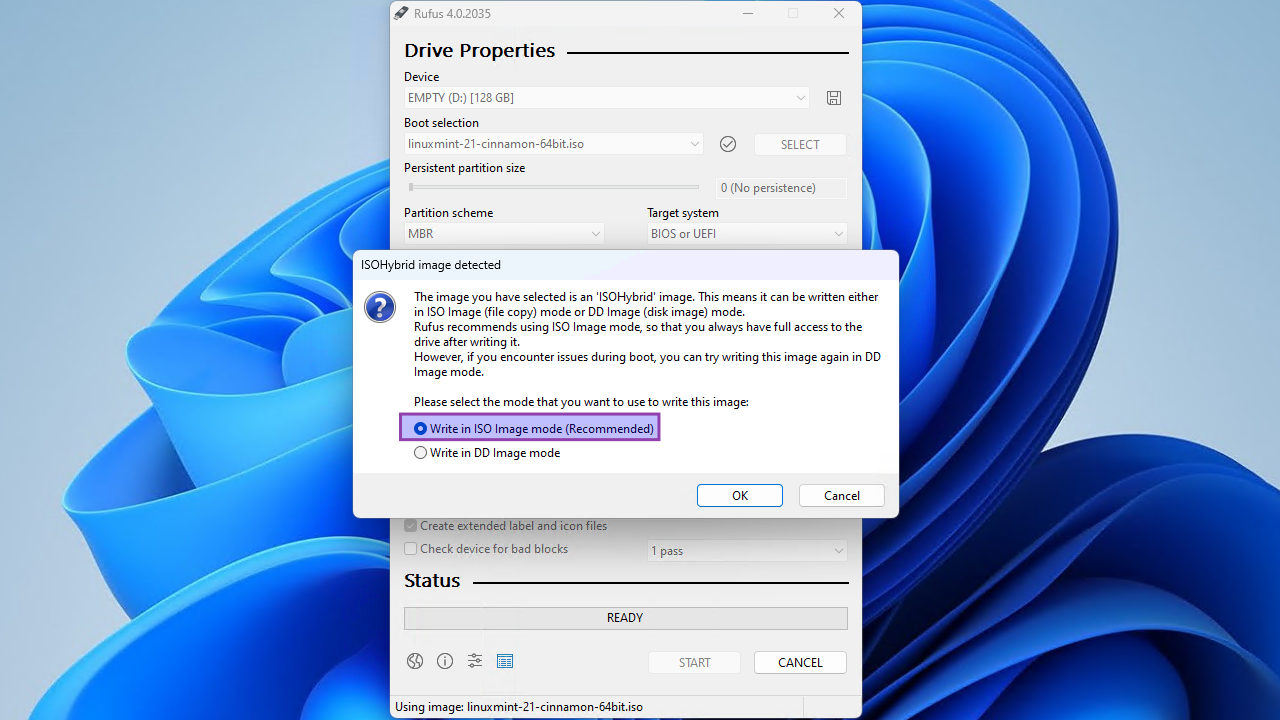 Rufus 4.0.2035
Drive Properties
Device
EMPTY (D:) [128 GB]
Boot selection
linuxmint-21-cinnamon-64bit.iso
SELECT
Persistent partition size
0 (No persistence)
Partition scheme
Target system
MBR
BIOS or UEFI
ISOHybrid image detected
The image you have selected is an 'ISOHybrid' image. This means it can be written either
in ISO Image (file copy) mode or DD Image (disk image) mode.
Rufus recommends using ISO Image mode, so that you always have full access to the
drive after writing it.
However, if you encounter issues during boot, you can try writing this image again in DD
Image mode.
Please select the mode that you want to use to write this image:
Write in ISO Image mode (Recommended)
Write in DD Image mode
OK
Cancel
Create extended label and icon files
Check device for bad blocks
1 pass
Status
READY
START
CANCEL
Using image: linuxmint-21-cinnamon-64bit.iso